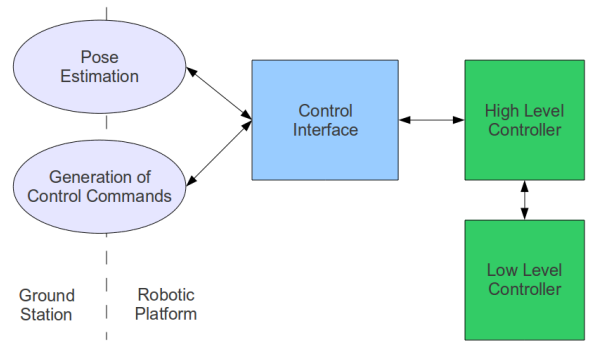 Pose
Estimation
Control
Interface
High Level
Controller
Generation of
Control Commands
Low Level
Controller
Ground
Station
Robotic
Platform